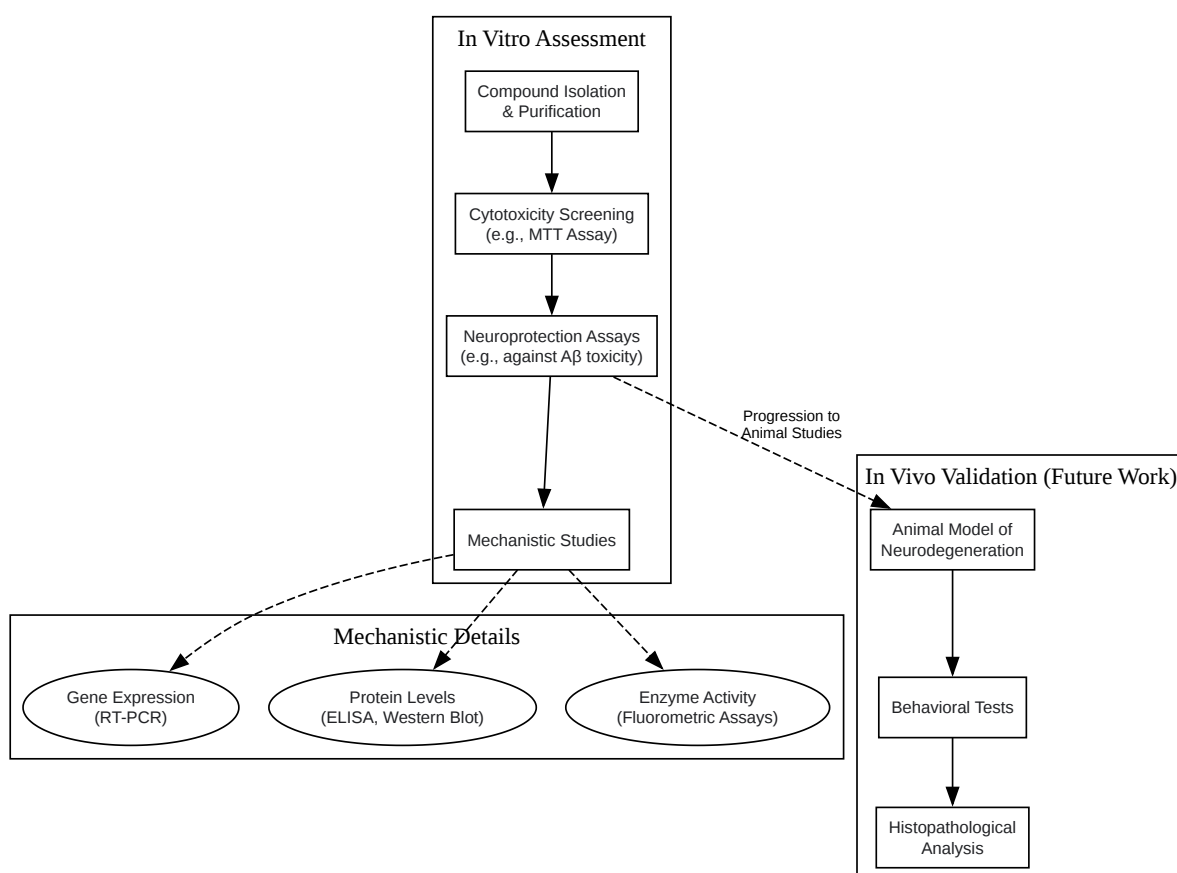 In Vitro Assessment
Compound Isolation
& Purification
Cytotoxicity Screening
(e.g., MTT Assay)
Neuroprotection Assays
(e.g., against Aβ toxicity)
Progression to
Animal Studies
Mechanistic Studies
In Vivo Validation (Future Work)
Animal Model of
Neurodegeneration
Behavioral Tests
Histopathological
Analysis
Mechanistic Details
Gene Expression
(RT-PCR)
Protein Levels
(ELISA, Western Blot)
Enzyme Activity
(Fluorometric Assays)